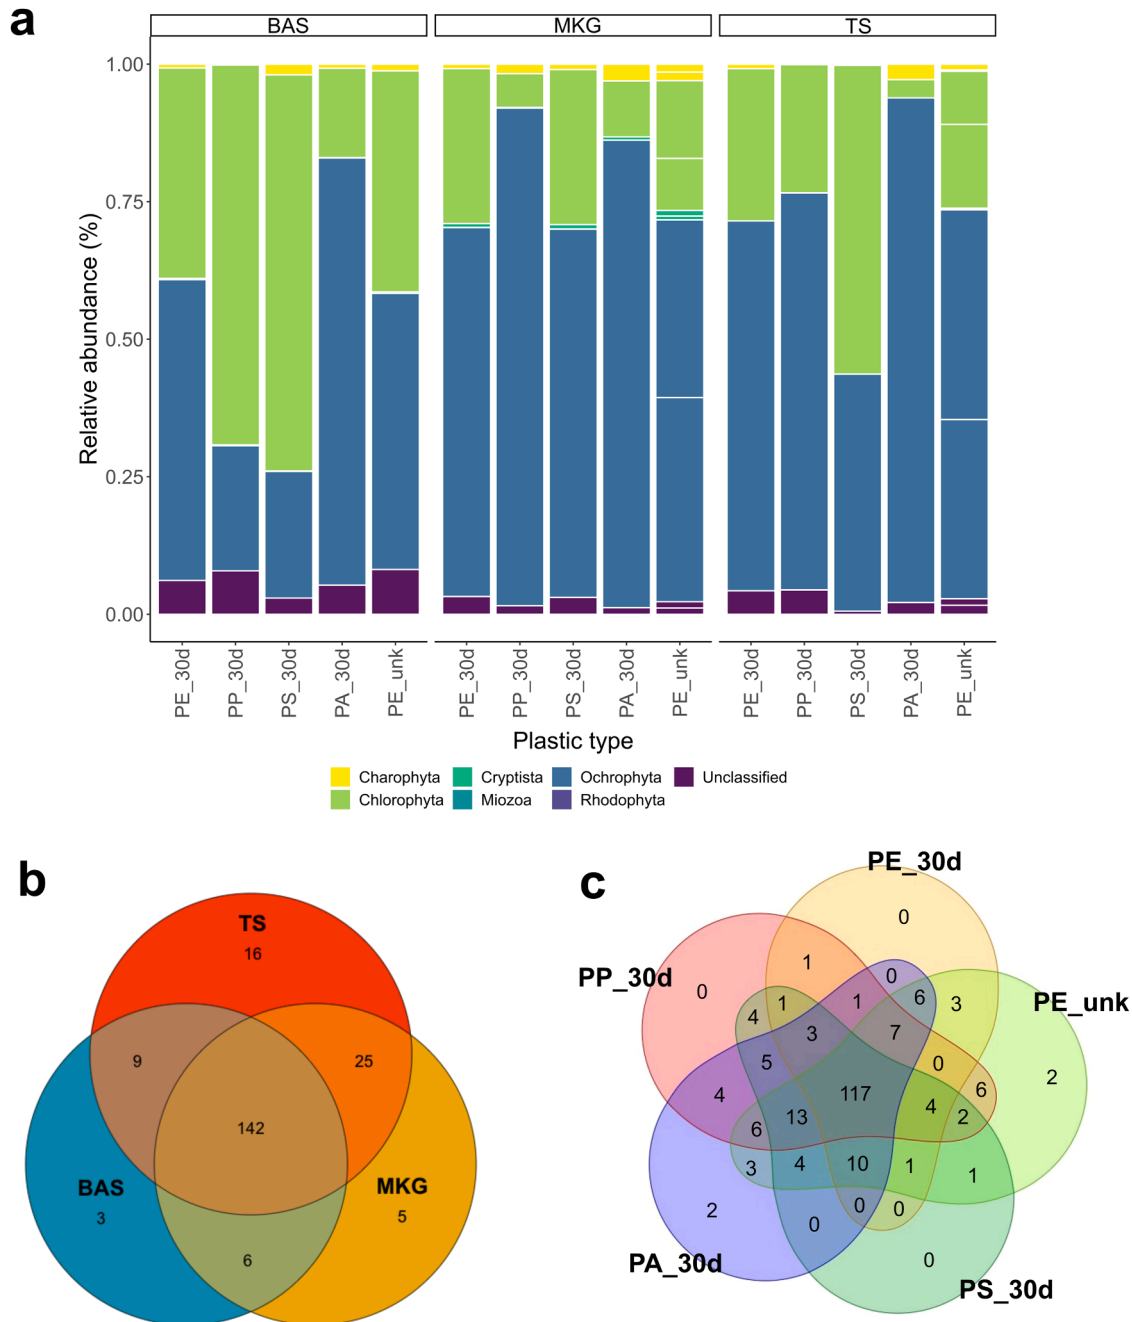 a
BAS MKG TS
1.00
0.75
0.50
0.25
0.00
Relative abundance (%)
PE_30d PP_30d PS_30d PA_30d PE_unk PE_30d PP_30d PS_30d PA_30d PE_unk PE_30d PP_30d PS_30d PA_30d PE_unk
Plastic type
Charophyta Cryptista Ochrophyta Unclassified
Chlorophyta Miozoa Rhodophyta
b
TS
16
9 25
142
BAS MKG
3 5
6
c
PE_30d
0
PP_30d
1 0
0 1 1 6 3
PE_unk
4 3 7
5 0 2
4 117 6
13 4 2
6
3 4 10 1 1
2 0 0 0
PA_30d
0 0
PS_30d